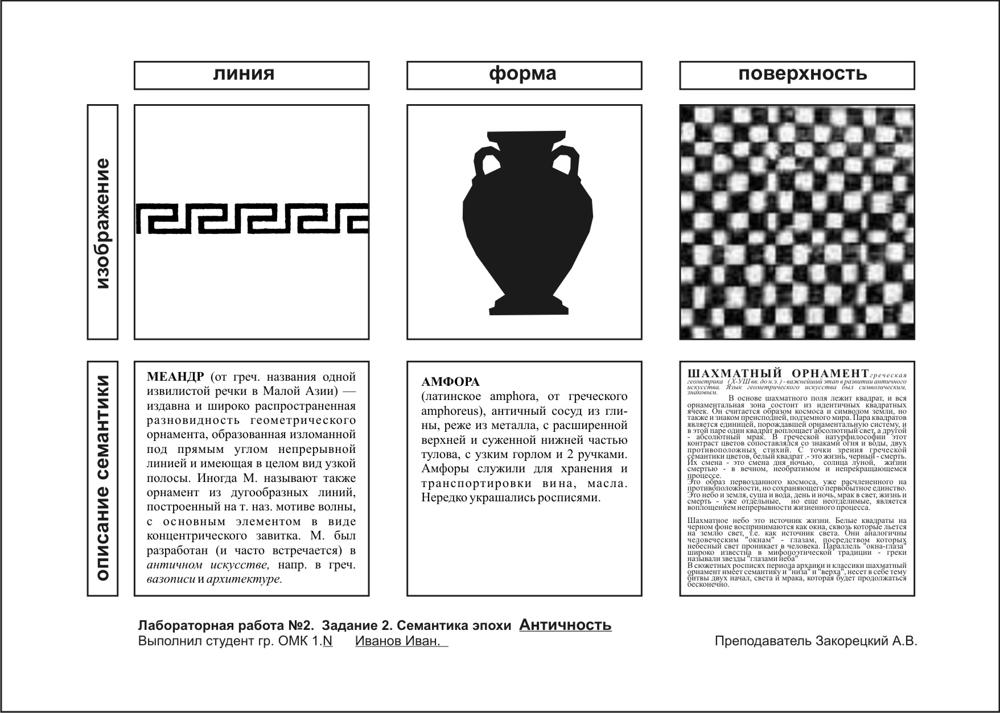 линия
форма
поверхность
изображение
описание семантики
МЕАНДР (от греч. названия одной
извилистой речки в Малой Азии) —
издавна и широко распространенная
разновидность геометрического
орнамента, образованная изломанной
под прямым углом непрерывной
линией и имеющая в целом вид узкой
полосы. Иногда М. называют также
орнамент из дугообразных линий,
построенный на т. наз. мотиве волны,
с основным элементом в виде
концентрического завитка. М. был
разработан (и часто встречается) в
античном искусстве, напр. в греч.
вазописи и архитектуре.
АМФОРА
(латинское amphora, от греческого
amphoreus), античный сосуд из гли-
ны, реже из металла, с расширенной
верхней и суженной нижней частью
тулова, с узким горлом и 2 ручками.
Амфоры служили для хранения и
транспортировки вина, масла.
Нередко украшались росписями.
ШАХМАТНЫЙ ОРНАМЕНТ греческая
геометрика (X-УШ вв. до н.э.) - важнейший этап в развитии античного
искусства. Язык геометрического искусства был символическим,
знаковым.
В основе шахматного поля лежит квадрат, и вся
орнаментальная зона состоит из идентичных квадратных
ячеек. Он считается образом космоса и символом земли, но
также и знаком преисподней, подземного мира. Пара квадратов
является единицей, порождавшей орнаментальную систему, и
в этой паре один квадрат воплощает абсолютный свет, а другой
- абсолютный мрак. В греческой натурфилософии этот
контраст цветов сопоставлялся со знаками огня и воды, двух
противоположных стихий. С точки зрения греческой
семантики цветов, белый квадрат .- это жизнь, черный - смерть.
Их смена - это смена дня ночью, солнца луной, жизни
смертью - в вечном, необратимом и непрекращающемся
процессе.
Это образ первозданного космоса, уже расчлененного на
противоположности, но сохраняющего первобытное единство.
Это небо и земля, суша и вода, день и ночь, мрак в свет, жизнь и
смерть - уже отдельные, но еще неотделимые, является
воплощением непрерывности жизненного процесса.
Шахматное небо это источник жизни. Белые квадраты на
черном фоне воспринимаются как окна, сквозь которые льется
на землю свет, т.е. как источник света. Они аналогичны
человеческим "окнам" - глазам, посредством которых
небесный свет проникает в человека. Параллель "окна-глаза"
широко известна в мифопоэтической традиции - греки
называли звезды "глазами неба"
В сюжетных росписях периода архаики и классики шахматный
орнамент имеет семантику и "низа" и "верха", несет в себе тему
битвы двух начал, света и мрака, которая будет продолжаться
бесконечно.
Лабораторная работа №2. Задание 2. Семантика эпохи Античность
Выполнил студент гр. ОМК 1.N Иванов Иван.
Преподаватель Закорецкий А.В.